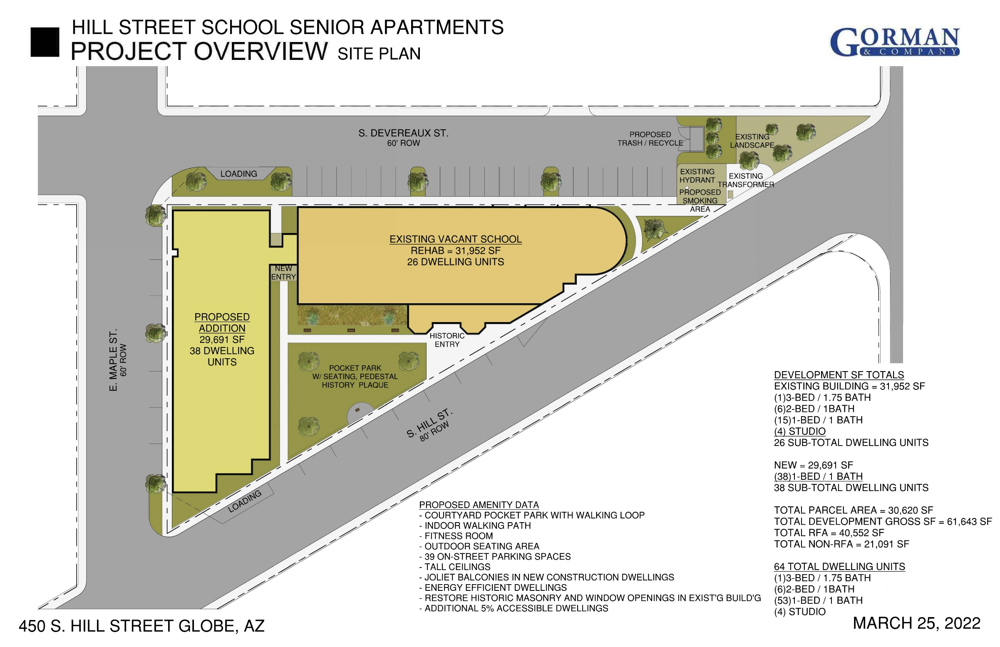 HILL STREET SCHOOL SENIOR APARTMENTS
PROJECT OVERVIEW SITE PLAN
GORMAN
& COMPANY
S. DEVEREAUX ST.
60' ROW
PROPOSED
TRASH / RECYCLE
EXISTING
LANDSCAPE
LOADING
EXISTING
HYDRANT
EXISTING
TRANSFORMER
PROPOSED
SMOKING
AREA
EXISTING VACANT SCHOOL
REHAB = 31,952 SF
26 DWELLING UNITS
NEW
ENTRY
PROPOSED
ADDITION
29,691 SF
38 DWELLING
UNITS
E. MAPLE ST.
60' ROW
HISTORIC
ENTRY
POCKET PARK
W/ SEATING, PEDESTAL
HISTORY PLAQUE
S. HILL ST.
80' ROW
LOADING
PROPOSED AMENITY DATA
- COURTYARD POCKET PARK WITH WALKING LOOP
- INDOOR WALKING PATH
- FITNESS ROOM
- OUTDOOR SEATING AREA
- 39 ON-STREET PARKING SPACES
- TALL CEILINGS
- JOLIET BALCONIES IN NEW CONSTRUCTION DWELLINGS
- ENERGY EFFICIENT DWELLINGS
- RESTORE HISTORIC MASONRY AND WINDOW OPENINGS IN EXIST'G BUILD'G
- ADDITIONAL 5% ACCESSIBLE DWELLINGS
DEVELOPMENT SF TOTALS
EXISTING BUILDING = 31,952 SF
(1)3-BED / 1.75 BATH
(6)2-BED / 1BATH
(15)1-BED / 1 BATH
(4) STUDIO
26 SUB-TOTAL DWELLING UNITS
NEW = 29,691 SF
(38)1-BED / 1 BATH
38 SUB-TOTAL DWELLING UNITS
TOTAL PARCEL AREA = 30,620 SF
TOTAL DEVELOPMENT GROSS SF = 61,643 SF
TOTAL RFA = 40,552 SF
TOTAL NON-RFA = 21,091 SF
64 TOTAL DWELLING UNITS
(1)3-BED / 1.75 BATH
(6)2-BED / 1BATH
(53)1-BED / 1 BATH
(4) STUDIO
450 S. HILL STREET GLOBE, AZ
MARCH 25, 2022